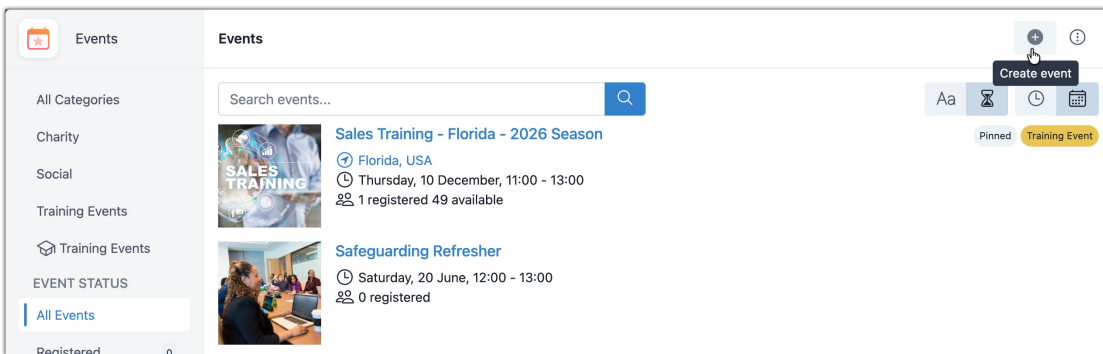 Events
Events
Create event
All Categories
Charity
Social
Training Events
Training Events
EVENT STATUS
All Events
Registered 0
Search events...
Aa
Sales Training - Florida - 2026 Season
Pinned
Training Event
Florida, USA
Thursday, 10 December, 11:00 - 13:00
1 registered 49 available
SALES
TRAINING
Safeguarding Refresher
Saturday, 20 June, 12:00 - 13:00
0 registered